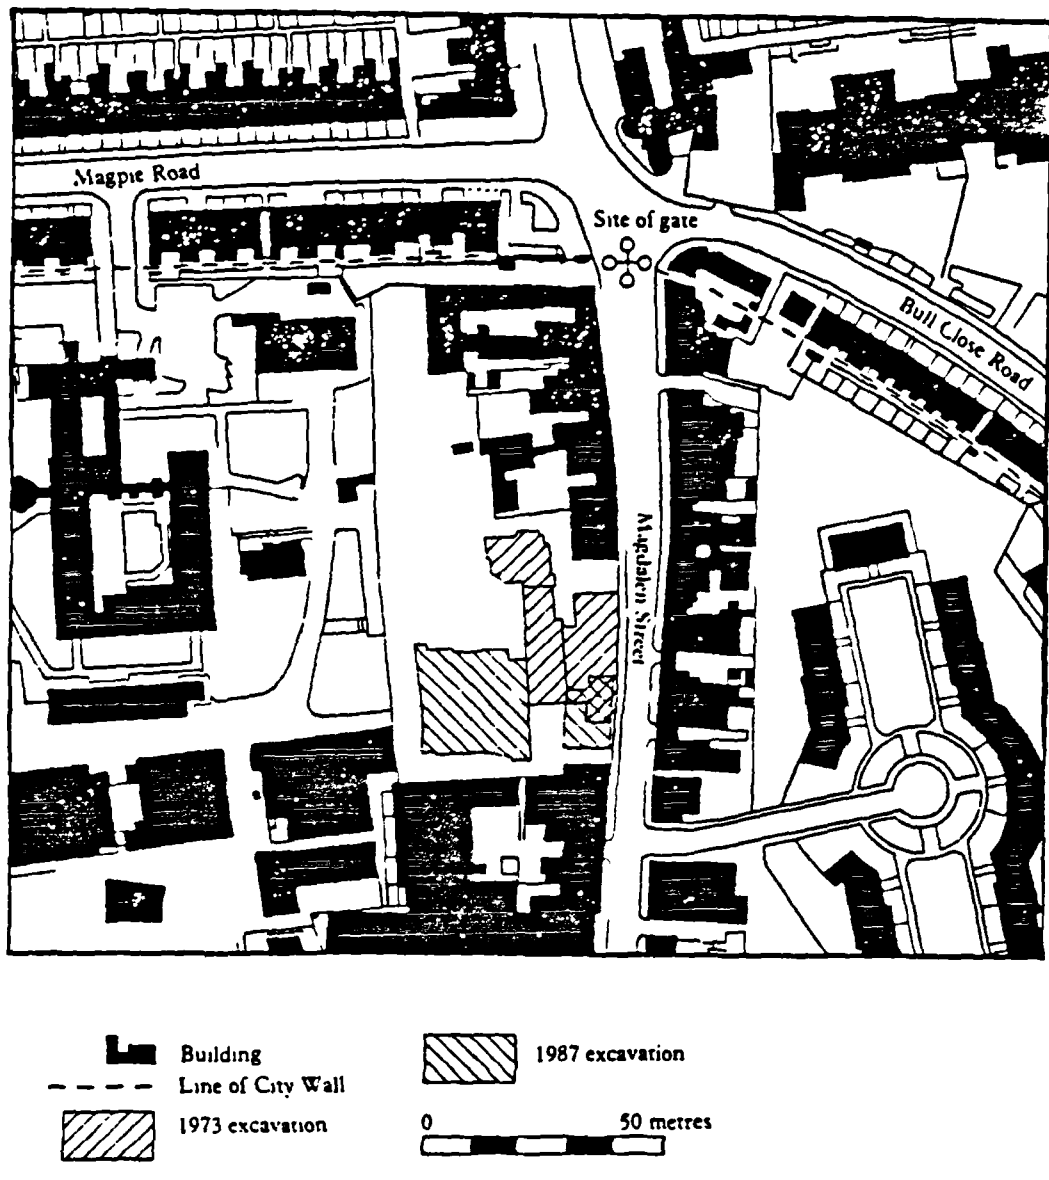 Magpie Road
Site of gate
Bull Close Road
Magdalen Street
Building
Line of City Wall
1973 excavation
1987 excavation
0 50 metres